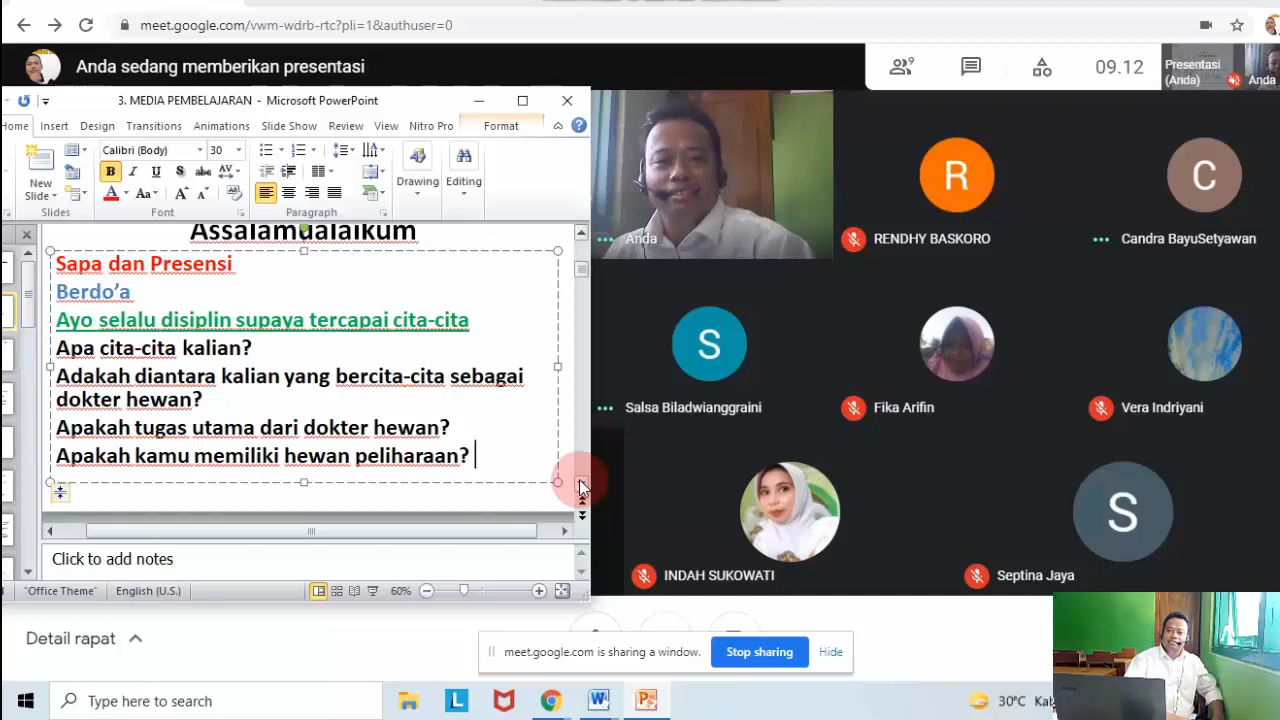 meet.google.com/vwm-wdrb-rtc?pli=1&authuser=0
Anda sedang memberikan presentasi
9
09.12
Presentasi
(Anda)
Anda
3. MEDIA PEMBELAJARAN - Microsoft PowerPoint
Home Insert Design Transitions Animations Slide Show Review View Nitro Pro Format
Calibri (Body) 30
New
Slide
Drawing
Editing
Slides Font Paragraph
Assalamualaikum
Sapa dan Presensi
Berdo’a
Ayo selalu disiplin supaya tercapai cita-cita
Apa cita-cita kalian?
Adakah diantara kalian yang bercita-cita sebagai
dokter hewan?
Apakah tugas utama dari dokter hewan?
Apakah kamu memiliki hewan peliharaan?
Click to add notes
"Office Theme" English (U.S.) 60%
Anda
R
RENDHY BASKORO
C
Candra BayuSetyawan
S
Salsa Biladwianggraini
Fika Arifin
Vera Indriyani
INDAH SUKOWATI
S
Septina Jaya
Detail rapat
meet.google.com is sharing a window. Stop sharing Hide
Type here to search
30°C